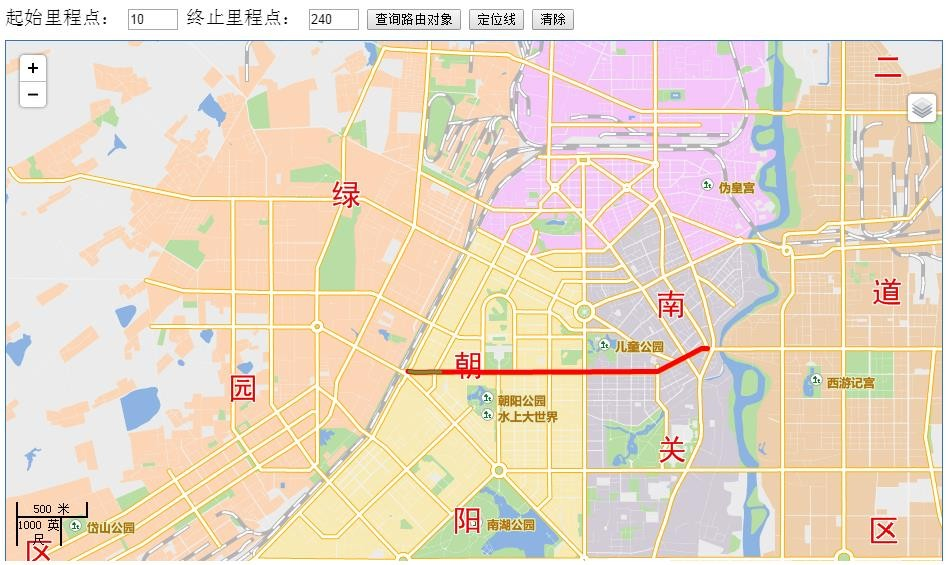 起始里程点： 10 终止里程点： 240 查询路由对象 定位线 清除
+
−
二
绿
伪皇宫
道
南
儿童公园
朝
西游记宫
园
朝阳公园
水上大世界
关
500 米
1000 英尺
岱山公园
阳
南湖公园
区
区